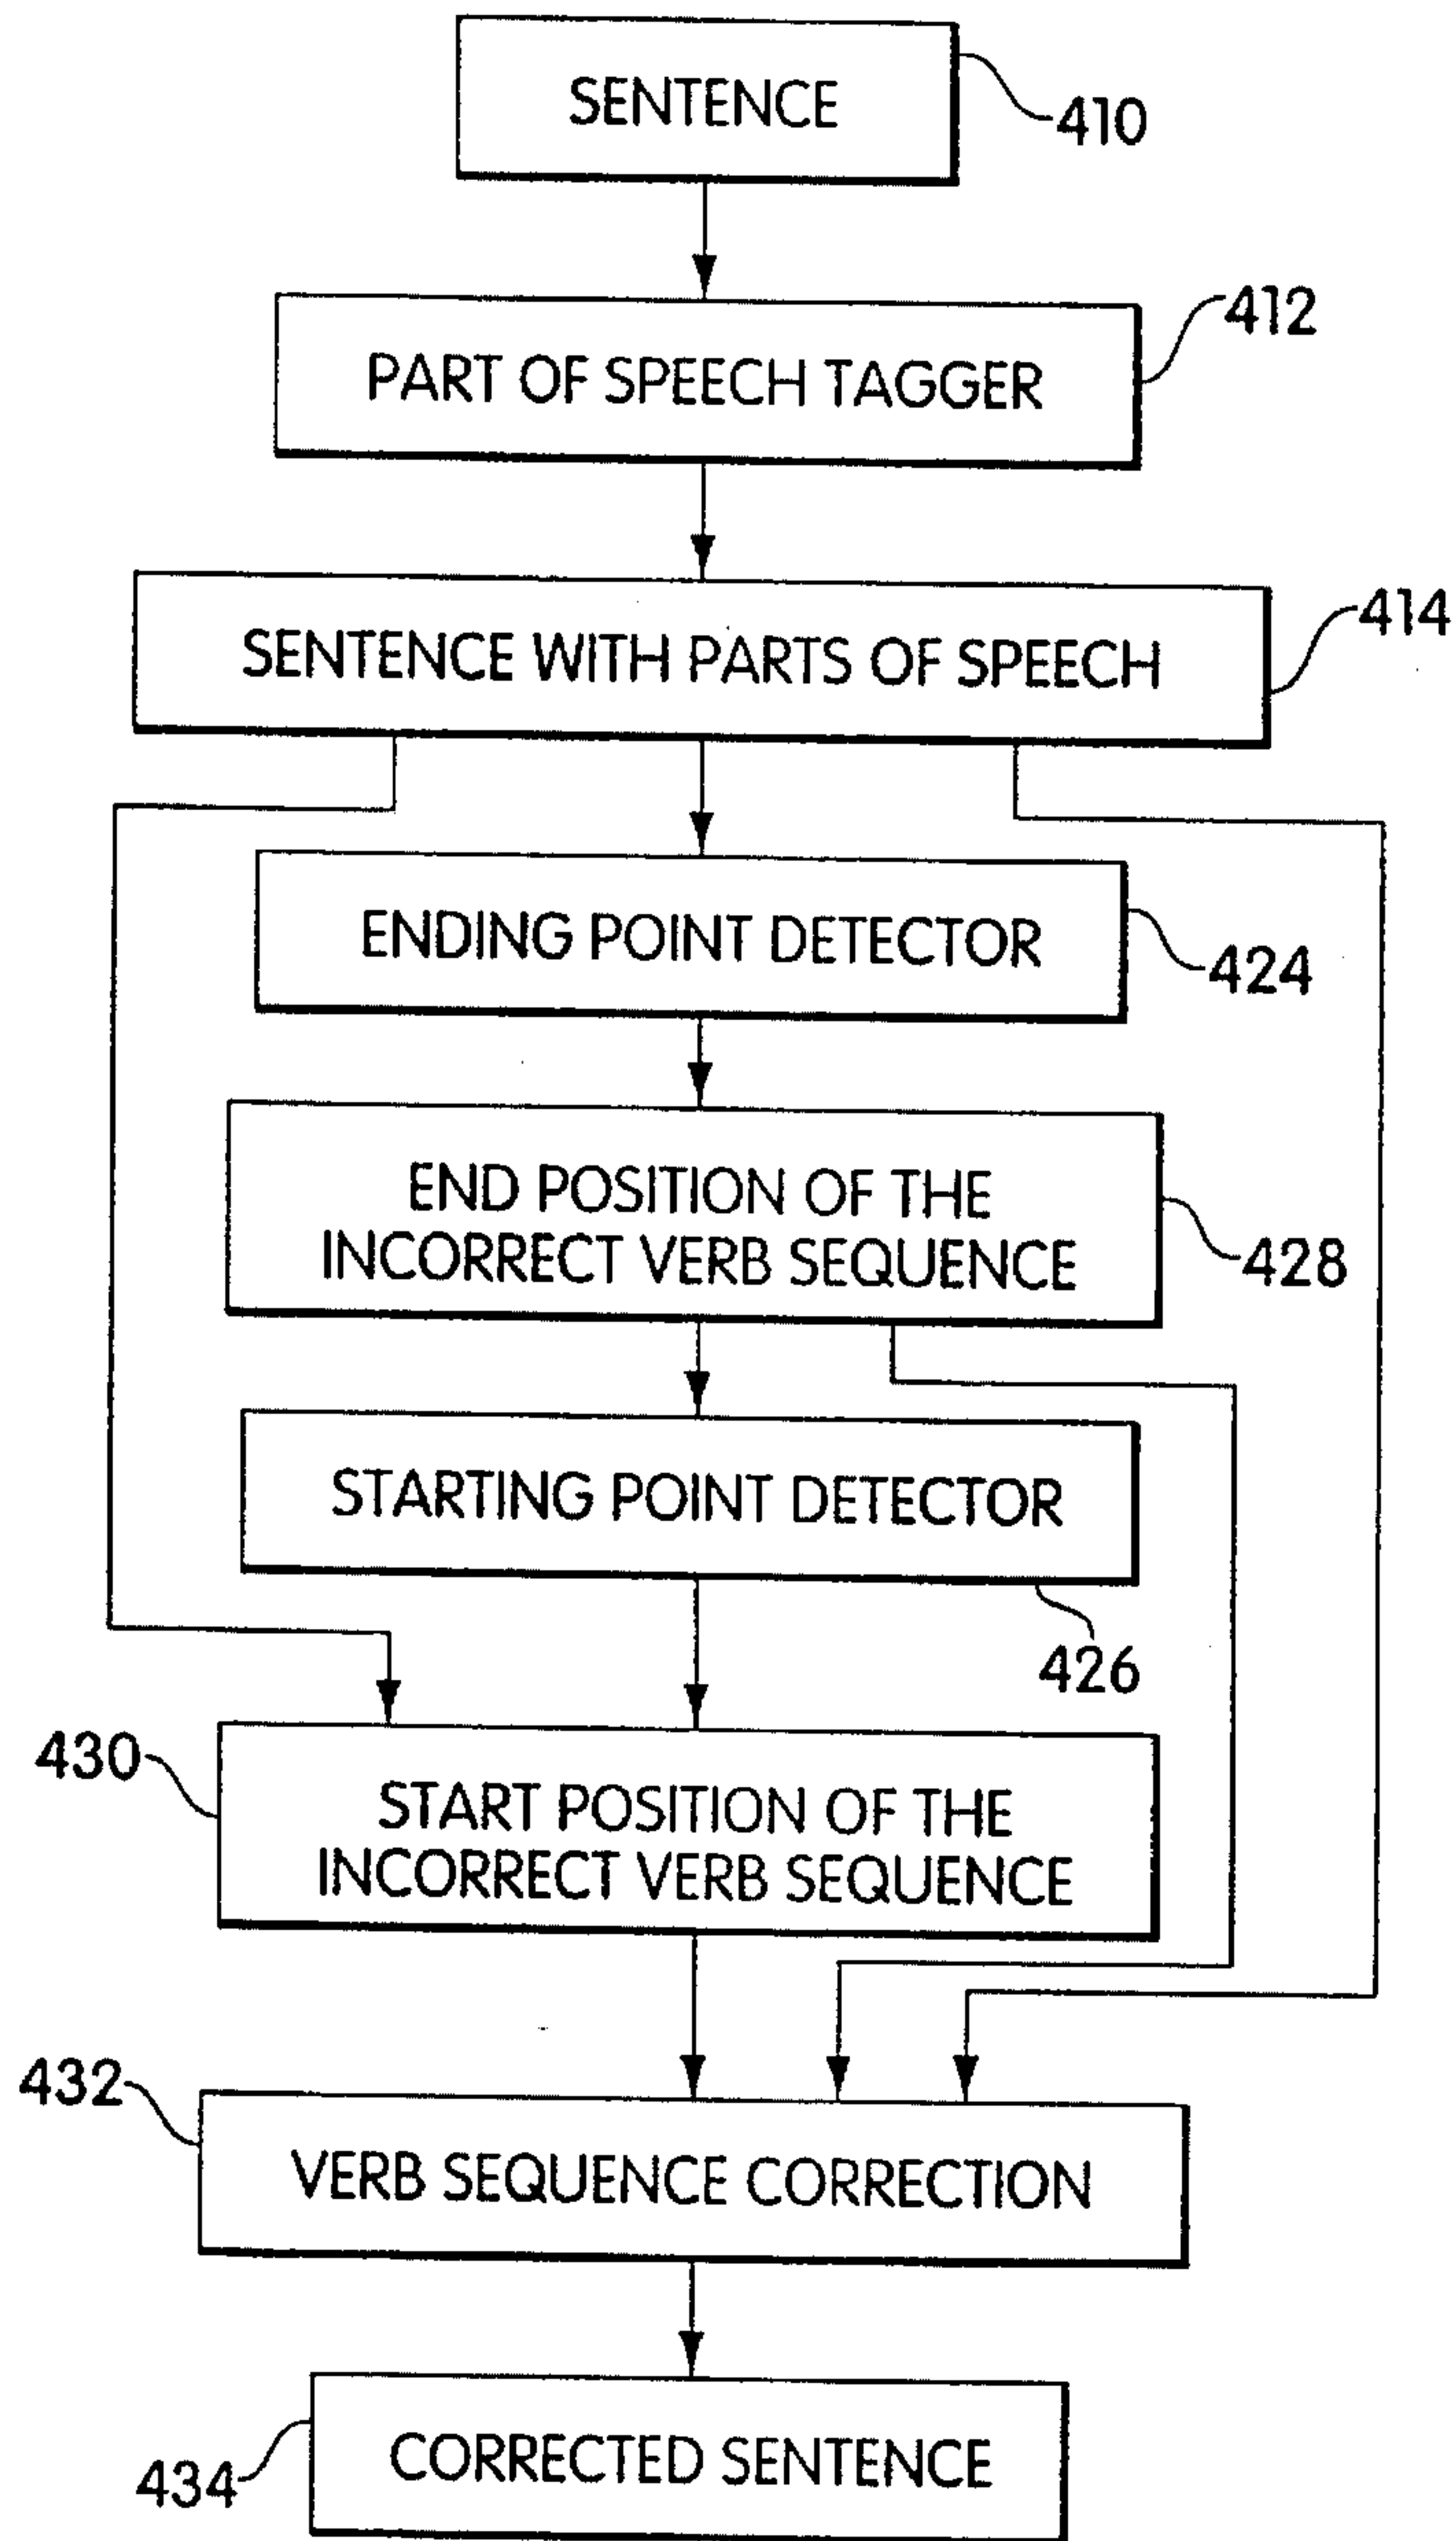 SENTENCE
410
PART OF SPEECH TAGGER
412
SENTENCE WITH PARTS OF SPEECH
414
ENDING POINT DETECTOR
424
END POSITION OF THE
INCORRECT VERB SEQUENCE
428
STARTING POINT DETECTOR
426
430
START POSITION OF THE
INCORRECT VERB SEQUENCE
432
VERB SEQUENCE CORRECTION
434
CORRECTED SENTENCE